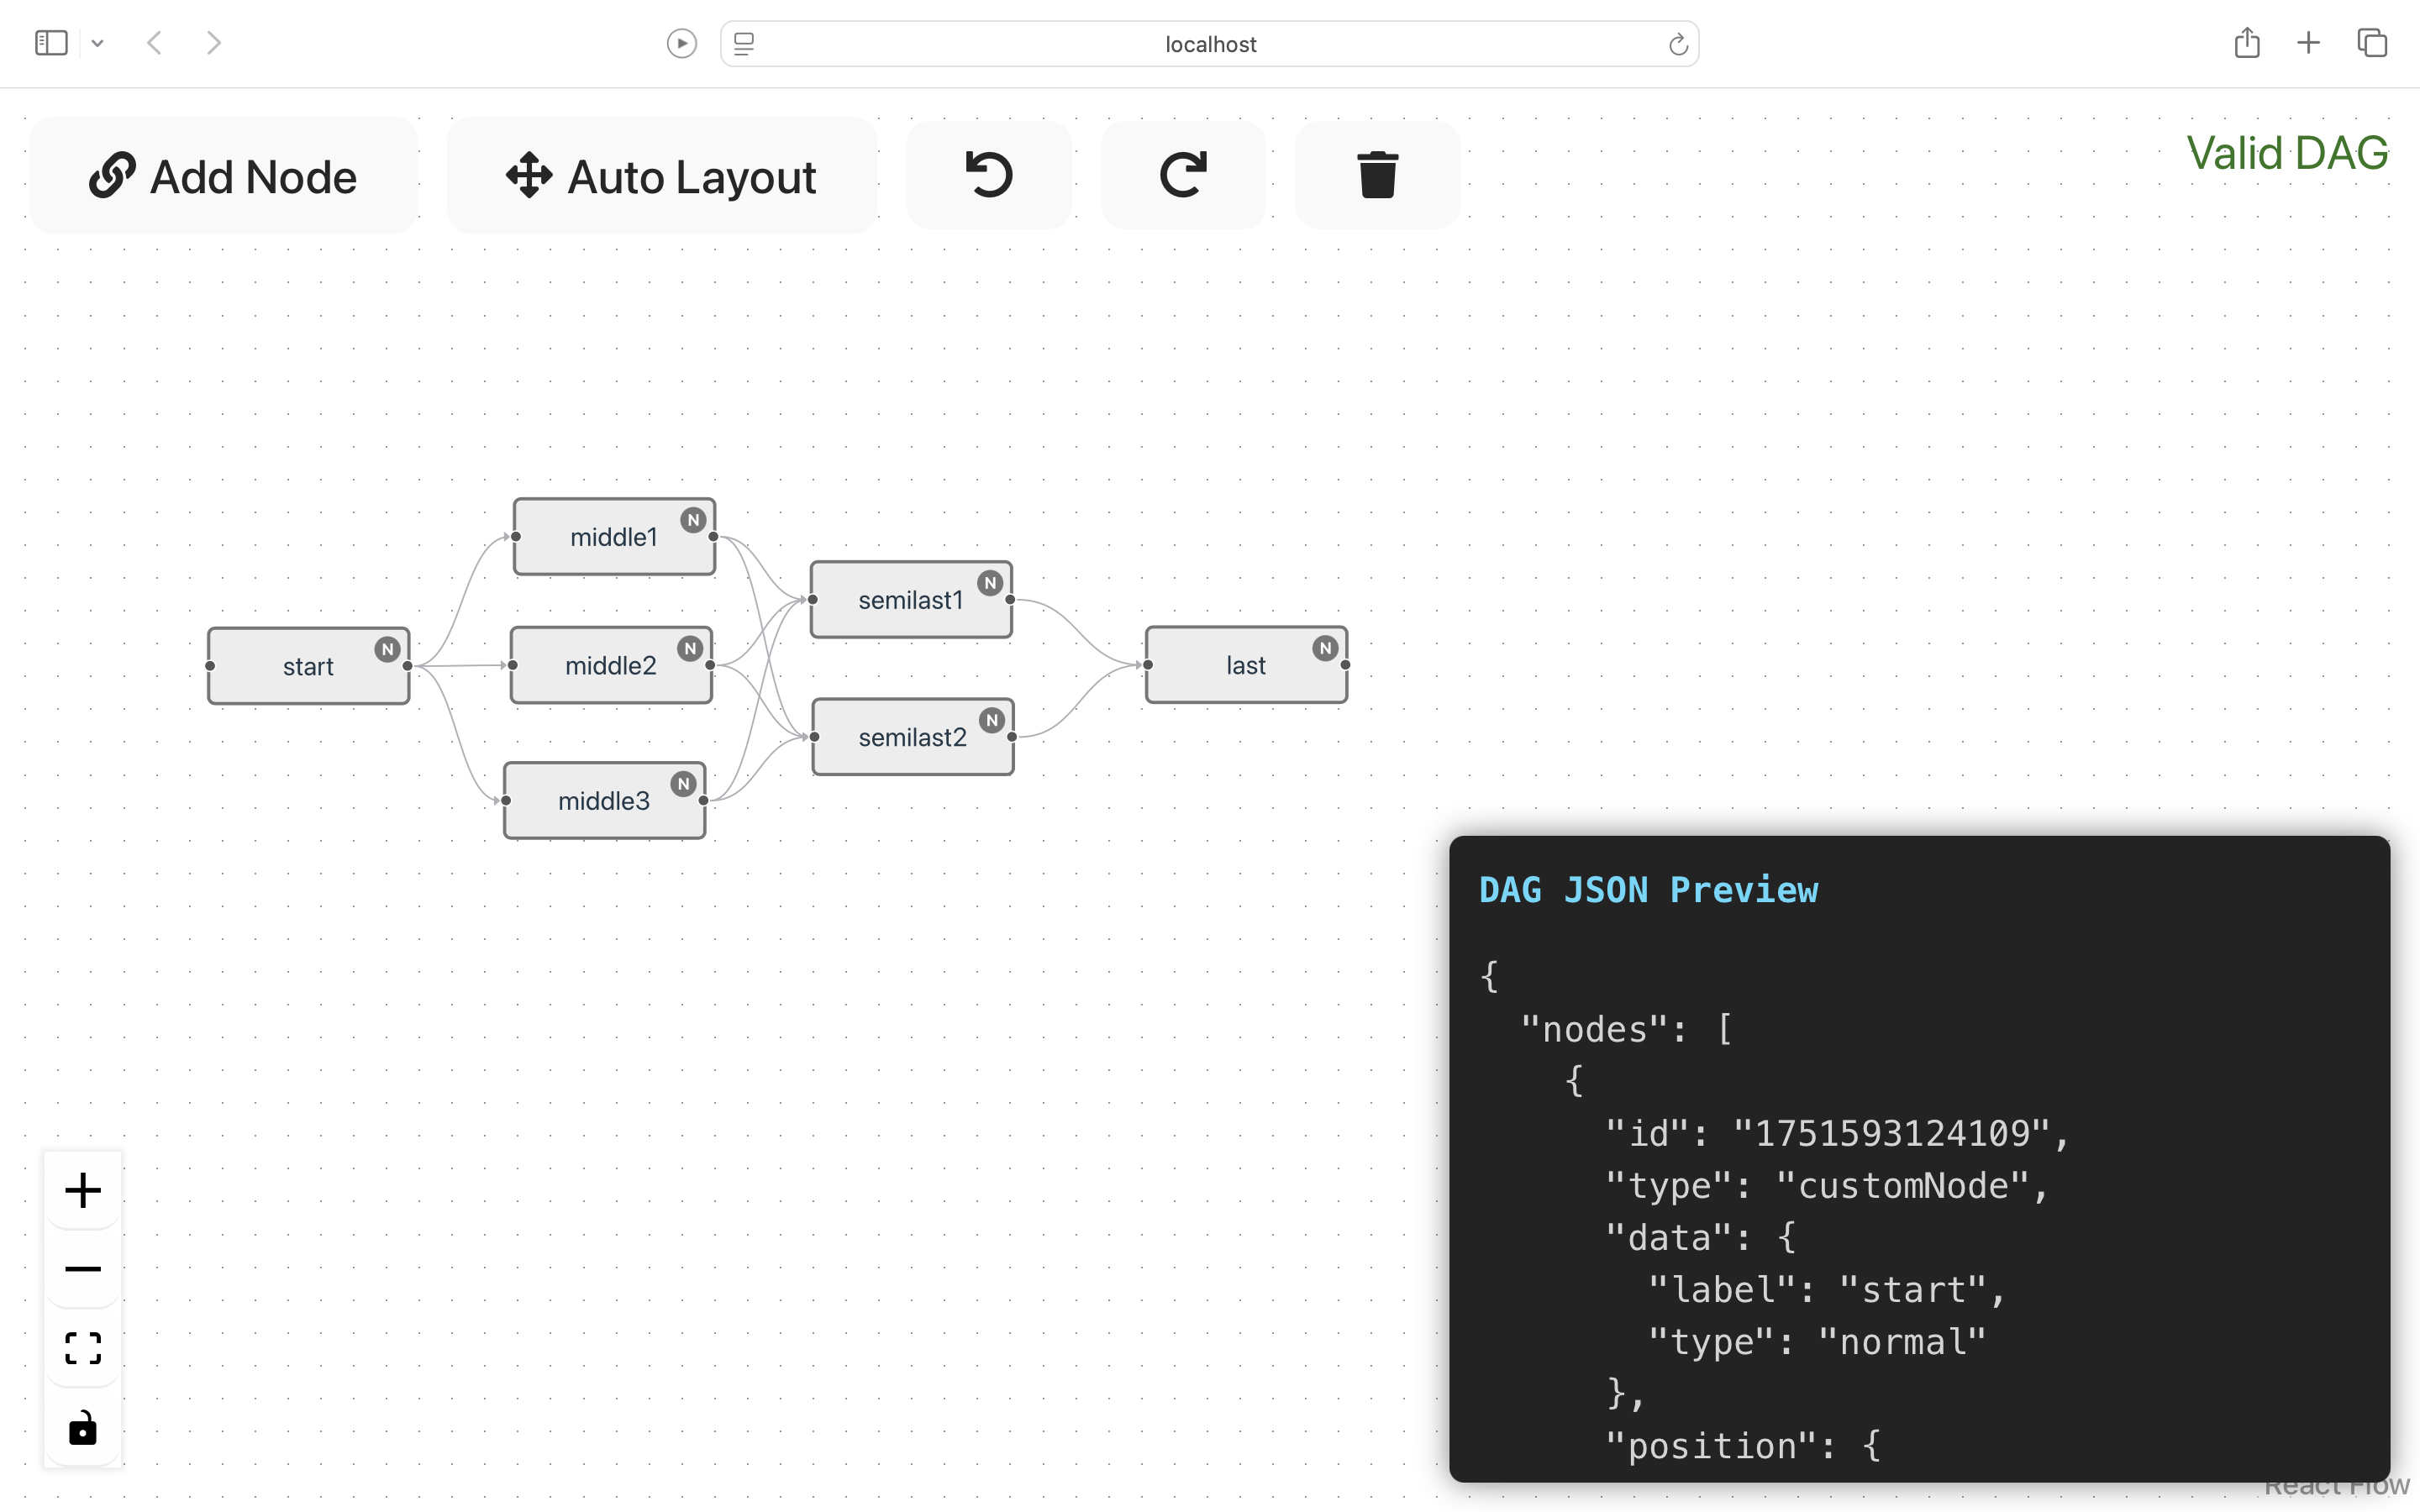 localhost
Add Node
Auto Layout
Valid DAG
N
middle1
N
semilast1
N
start
N
middle2
N
last
N
semilast2
N
middle3
DAG JSON Preview
{
"nodes": [
{
"id": "1751593124109",
"type": "customNode",
"data": {
"label": "start",
"type": "normal"
},
"position": {
React Flow